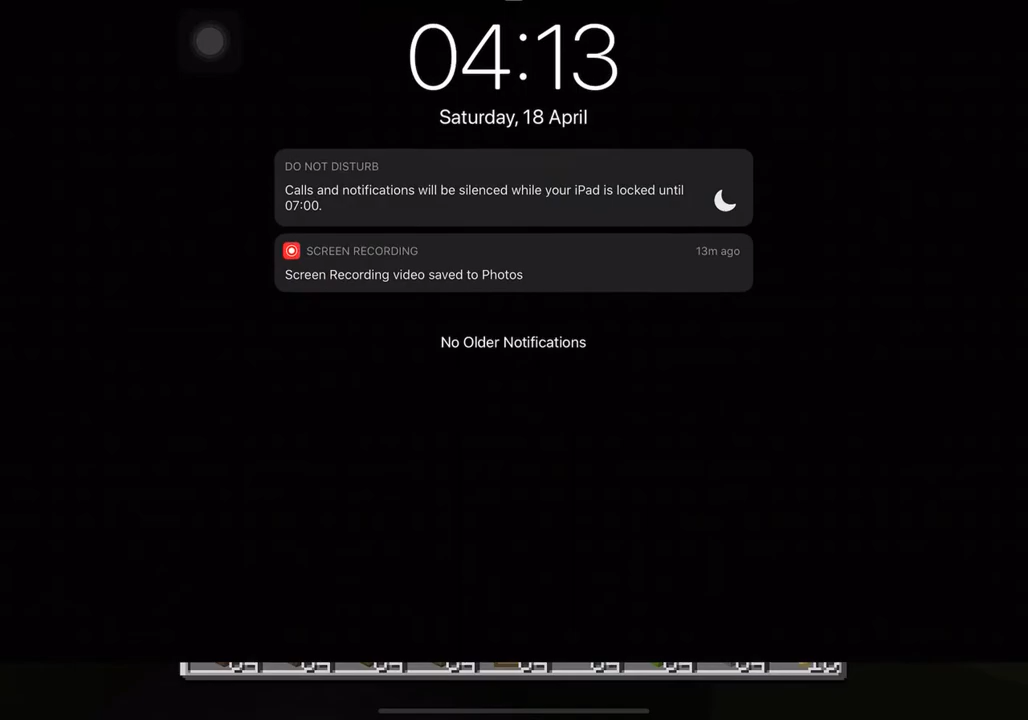 04:13
Saturday, 18 April
DO NOT DISTURB
Calls and notifications will be silenced while your iPad is locked until
07:00.
SCREEN RECORDING 13m ago
Screen Recording video saved to Photos
No Older Notifications